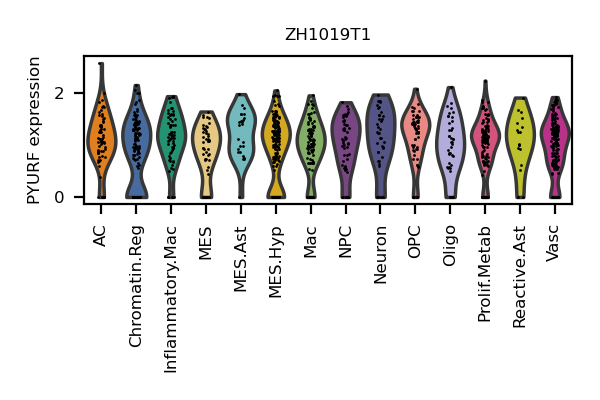 ZH1019T1
PYURF expression
2
0
AC
Chromatin.Reg
Inflammatory.Mac
MES
MES.Ast
MES.Hyp
Mac
NPC
Neuron
OPC
Oligo
Prolif.Metab
Reactive.Ast
Vasc